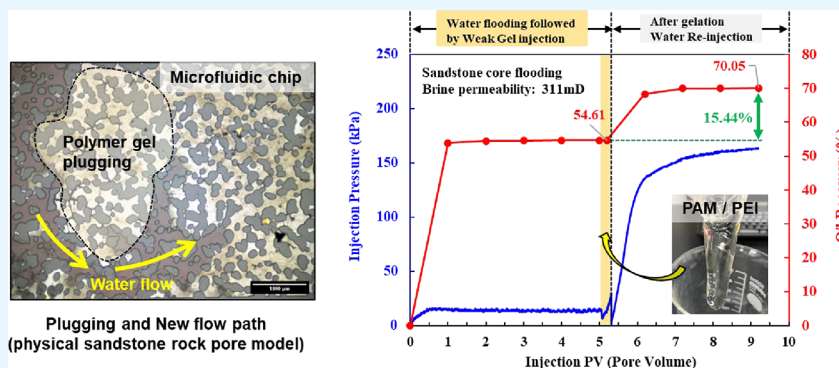 Microfluidic chip
Polymer gel
plugging
Water flow
1000 μm
Plugging and New flow path
(physical sandstone rock pore model)
Water flooding followed
by Weak Gel injection
After gelation
Water Re-injection
250
200
150
100
50
0
Injection Pressure (kPa)
Sandstone core flooding
Brine permeability: 311mD
54.61
70.05
15.44%
PAM / PEI
80
70
60
50
40
30
20
10
0
0 1 2 3 4 5 6 7 8 9 10
Injection PV (Pore Volume)